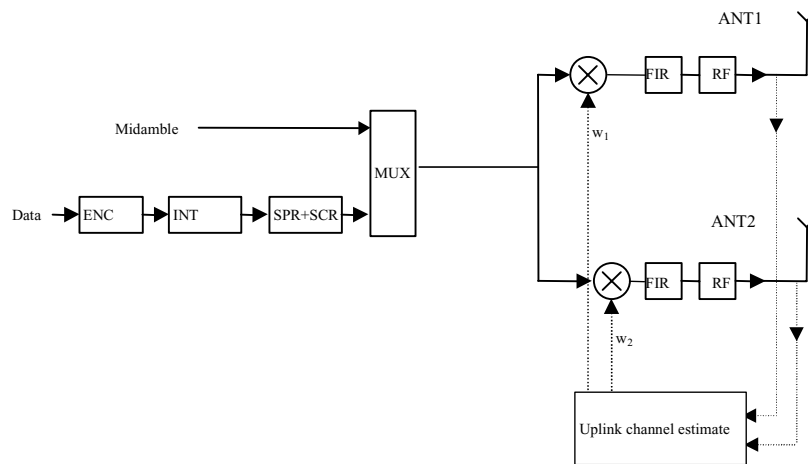 ANT1
FIR
RF
Midamble
w1
MUX
Data
ENC
INT
SPR+SCR
ANT2
FIR
RF
w2
Uplink channel estimate